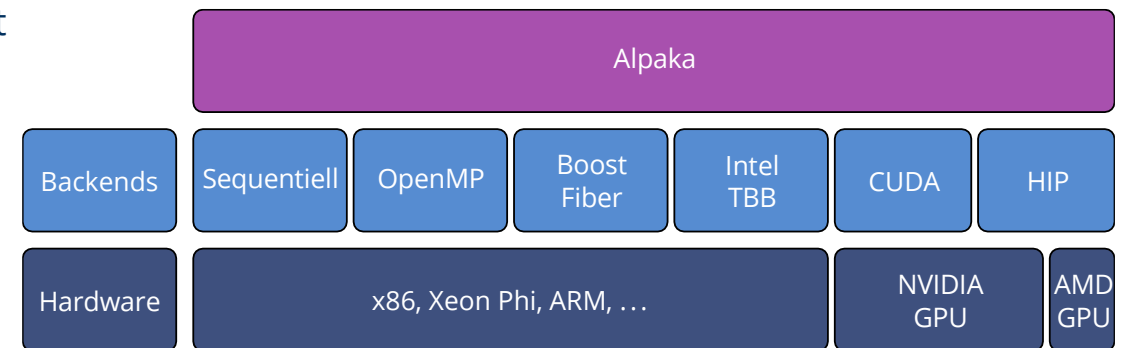 t
Alpaka
Backends
Sequentiell
OpenMP
Boost
Fiber
Intel
TBB
CUDA
HIP
Hardware
x86, Xeon Phi, ARM, …
NVIDIA
GPU
AMD
GPU